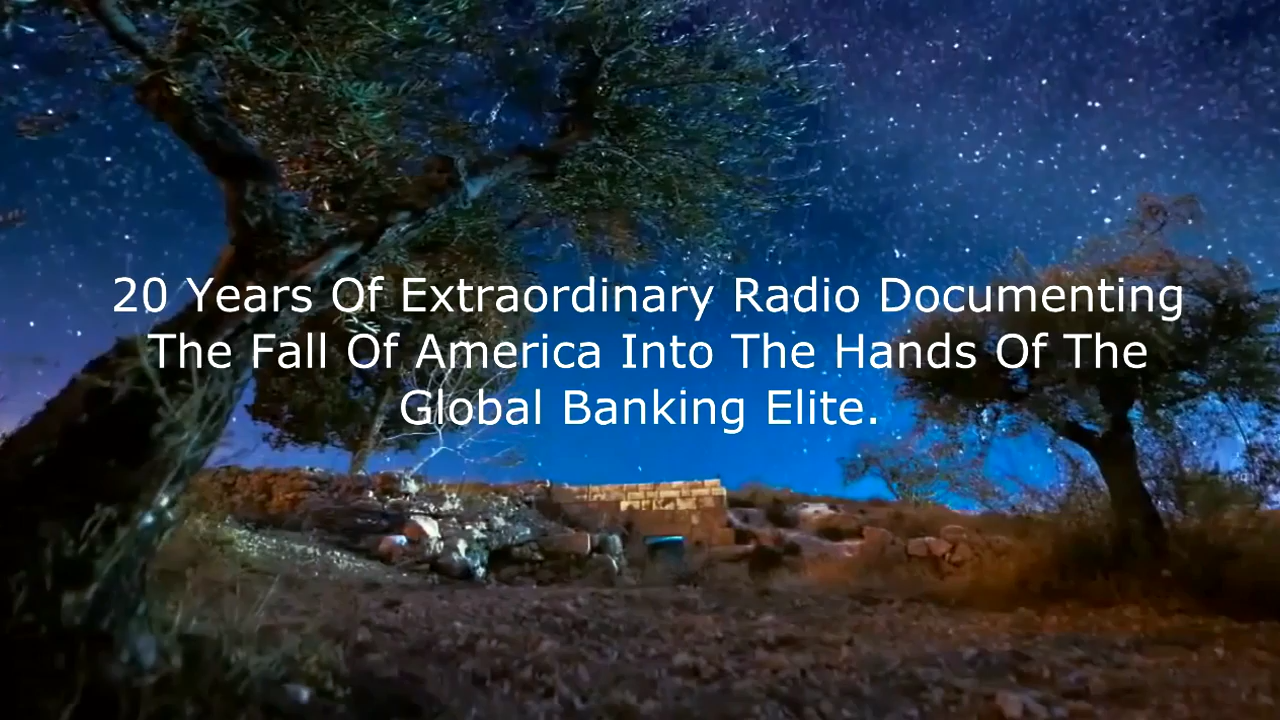 20 Years Of Extraordinary Radio Documenting
The Fall Of America Into The Hands Of The
Global Banking Elite.